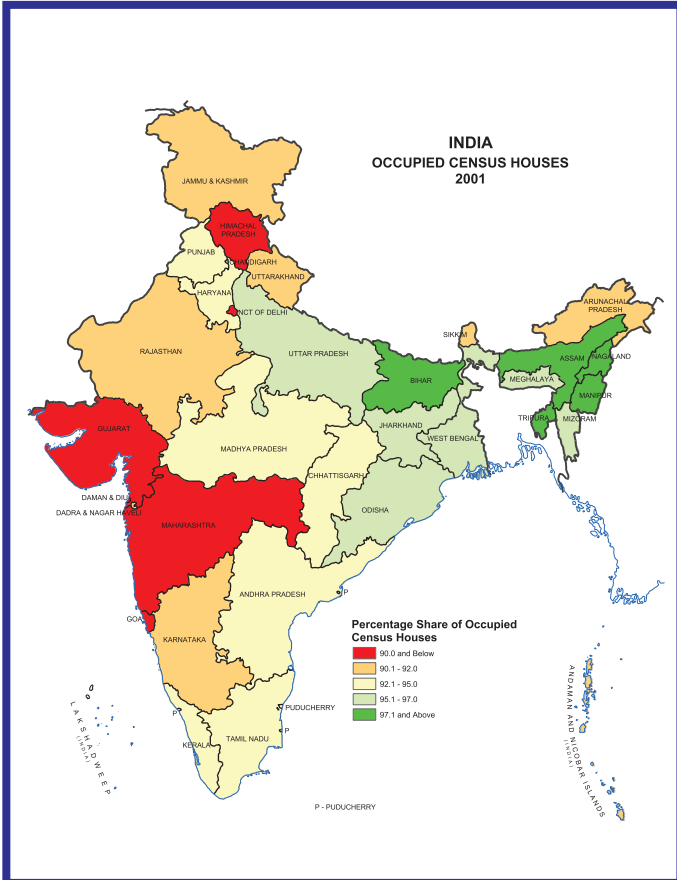 INDIA
OCCUPIED CENSUS HOUSES
2001
JAMMU & KASHMIR
HIMACHAL
PRADESH
PUNJAB
CHANDIGARH
UTTARAKHAND
HARYANA
NCT OF DELHI
ARUNACHAL
PRADESH
SIKKIM
RAJASTHAN
UTTAR PRADESH
ASSAM
NAGALAND
BIHAR
MEGHALAYA
MANIPUR
TRIPURA
MIZORAM
GUJARAT
JHARKHAND
WEST BENGAL
MADHYA PRADESH
CHHATTISGARH
DAMAN & DIU
DADRA & NAGAR HAVELI
ODISHA
MAHARASHTRA
ANDHRA PRADESH
P
GOA
KARNATAKA
Percentage Share of Occupied
Census Houses
90.0 and Below
90.1 - 92.0
92.1 - 95.0
95.1 - 97.0
97.1 and Above
P
PUDUCHERRY
P
KERALA
TAMIL NADU
LAKSHADWEEP
(INDIA)
ANDAMAN AND NICOBAR ISLANDS
(INDIA)
P - PUDUCHERRY